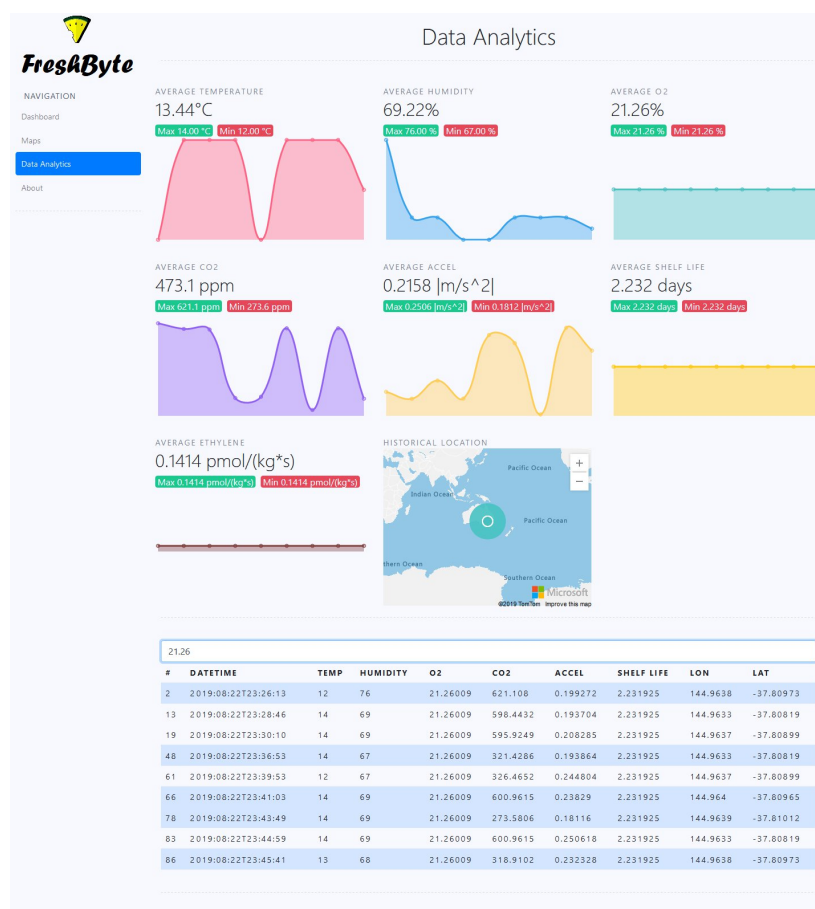 FreshByte
NAVIGATION
Dashboard
Maps
Data Analytics
About
Data Analytics
AVERAGE TEMPERATURE
13.44°C
Max 14.00 °C Min 12.00 °C
AVERAGE HUMIDITY
69.22%
Max 76.00 % Min 67.00 %
AVERAGE O2
21.26%
Max 21.26 % Min 21.26 %
AVERAGE CO2
473.1 ppm
Max 621.1 ppm Min 273.6 ppm
AVERAGE ACCEL
0.2158 |m/s^2|
Max 0.2506 |m/s^2| Min 0.1812 |m/s^2|
AVERAGE SHELF LIFE
2.232 days
Max 2.232 days Min 2.232 days
AVERAGE ETHYLENE
0.1414 pmol/(kg*s)
Max 0.1414 pmol/(kg*s) Min 0.1414 pmol/(kg*s)
HISTORICAL LOCATION
Pacific Ocean
+
−
Indian Ocean
Pacific Ocean
thern Ocean
Southern Ocean
Microsoft
©2019 TomTom Improve this map
21.26
# DATETIME TEMP HUMIDITY O2 CO2 ACCEL SHELF LIFE LON LAT
2 2019:08:22T23:26:13 12 76 21.26009 621.108 0.199272 2.231925 144.9638 -37.80973
13 2019:08:22T23:28:46 14 69 21.26009 598.4432 0.193704 2.231925 144.9633 -37.80819
19 2019:08:22T23:30:10 14 69 21.26009 595.9249 0.208285 2.231925 144.9637 -37.80899
48 2019:08:22T23:36:53 14 67 21.26009 321.4286 0.193864 2.231925 144.9633 -37.80819
61 2019:08:22T23:39:53 12 67 21.26009 326.4652 0.244804 2.231925 144.9637 -37.80899
66 2019:08:22T23:41:03 14 69 21.26009 600.9615 0.23829 2.231925 144.964 -37.80965
78 2019:08:22T23:43:49 14 69 21.26009 273.5806 0.18116 2.231925 144.9639 -37.81012
83 2019:08:22T23:44:59 14 69 21.26009 600.9615 0.250618 2.231925 144.9633 -37.80819
86 2019:08:22T23:45:41 13 68 21.26009 318.9102 0.232328 2.231925 144.9638 -37.80973